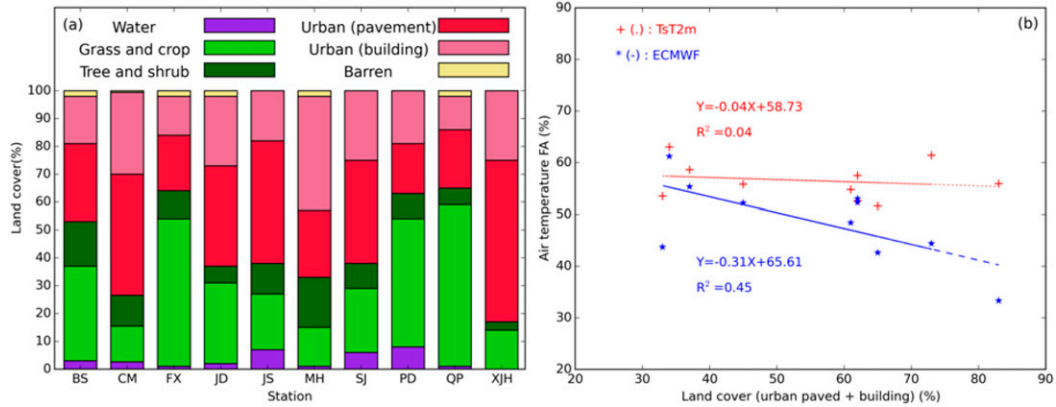 (a)
Water
Urban (pavement)
Grass and crop
Urban (building)
Tree and shrub
Barren
100
90
80
70
60
50
40
30
20
10
0
Land cover(%)
BS CM FX JD JS MH SJ PD QP XJH
Station
(b)
+ (.) : TsT2m
* (-) : ECMWF
Y=-0.04X+58.73
R² =0.04
Y=-0.31X+65.61
R² =0.45
90
80
70
60
50
40
30
20
Air temperature FA (%)
20 30 40 50 60 70 80 90
Land cover (urban paved + building) (%)